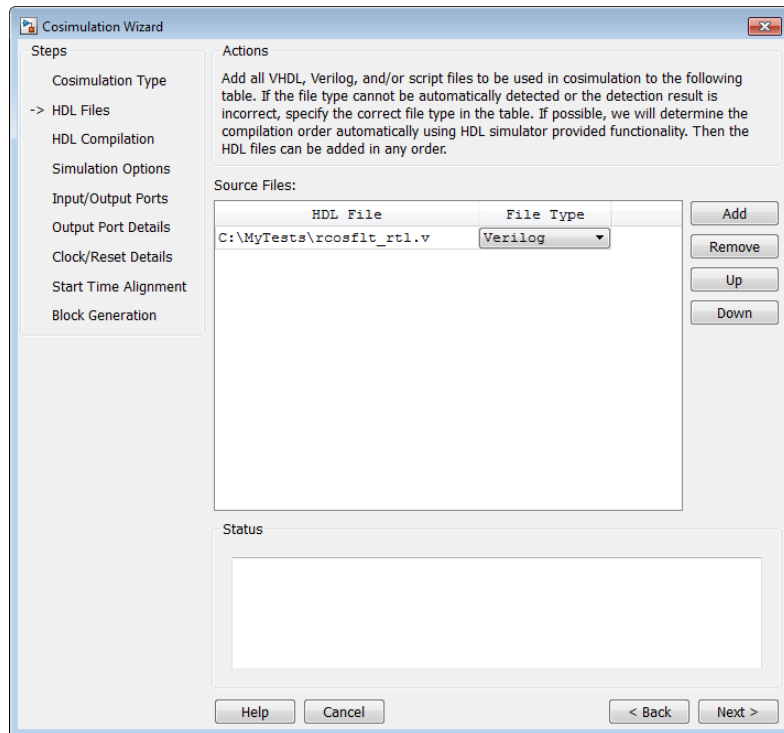 Cosimulation Wizard
Steps
Cosimulation Type
-> HDL Files
HDL Compilation
Simulation Options
Input/Output Ports
Output Port Details
Clock/Reset Details
Start Time Alignment
Block Generation
Actions
Add all VHDL, Verilog, and/or script files to be used in cosimulation to the following
table. If the file type cannot be automatically detected or the detection result is
incorrect, specify the correct file type in the table. If possible, we will determine the
compilation order automatically using HDL simulator provided functionality. Then the
HDL files can be added in any order.
Source Files:
HDL File File Type
C:\MyTests\rcosflt_rtl.v Verilog
Add
Remove
Up
Down
Status
Help Cancel < Back Next >